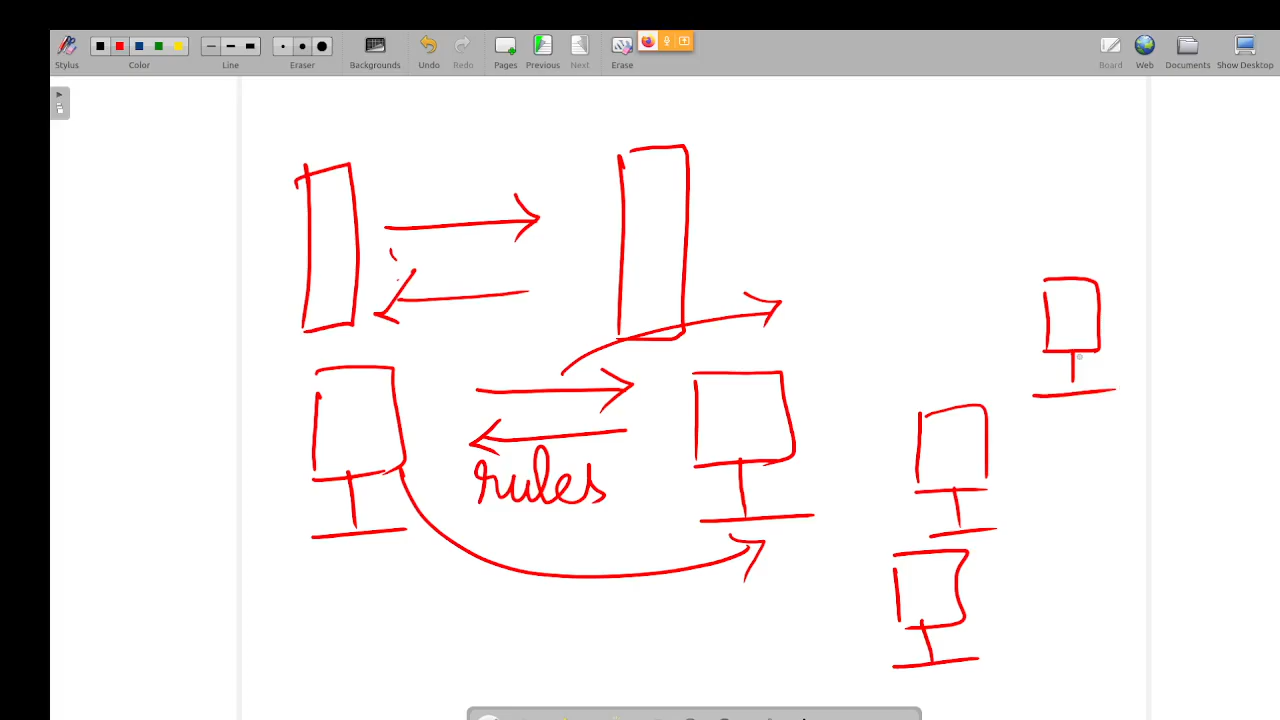 Stylus
Color
Line
Eraser
Backgrounds
Undo
Redo
Pages
Previous
Next
Erase
Board
Web
Documents
Show Desktop
rules